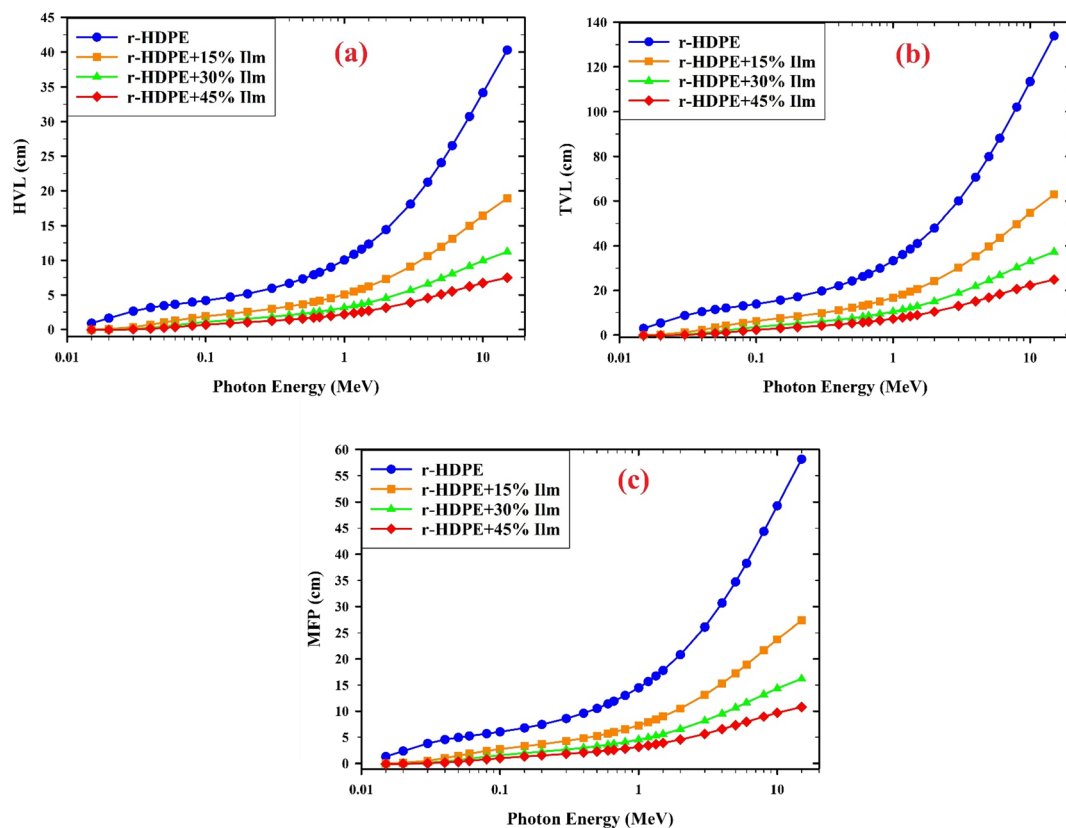 45
40
35
30
25
20
15
10
5
0
HVL (cm)
r-HDPE
r-HDPE+15% Ilm
r-HDPE+30% Ilm
r-HDPE+45% Ilm
(a)
0.01
0.1
1
10
Photon Energy (MeV)
140
120
100
80
60
40
20
0
TVL (cm)
r-HDPE
r-HDPE+15% Ilm
r-HDPE+30% Ilm
r-HDPE+45% Ilm
(b)
0.01
0.1
1
10
Photon Energy (MeV)
60
55
50
45
40
35
30
25
20
15
10
5
0
MFP (cm)
r-HDPE
r-HDPE+15% Ilm
r-HDPE+30% Ilm
r-HDPE+45% Ilm
(c)
0.01
0.1
1
10
Photon Energy (MeV)